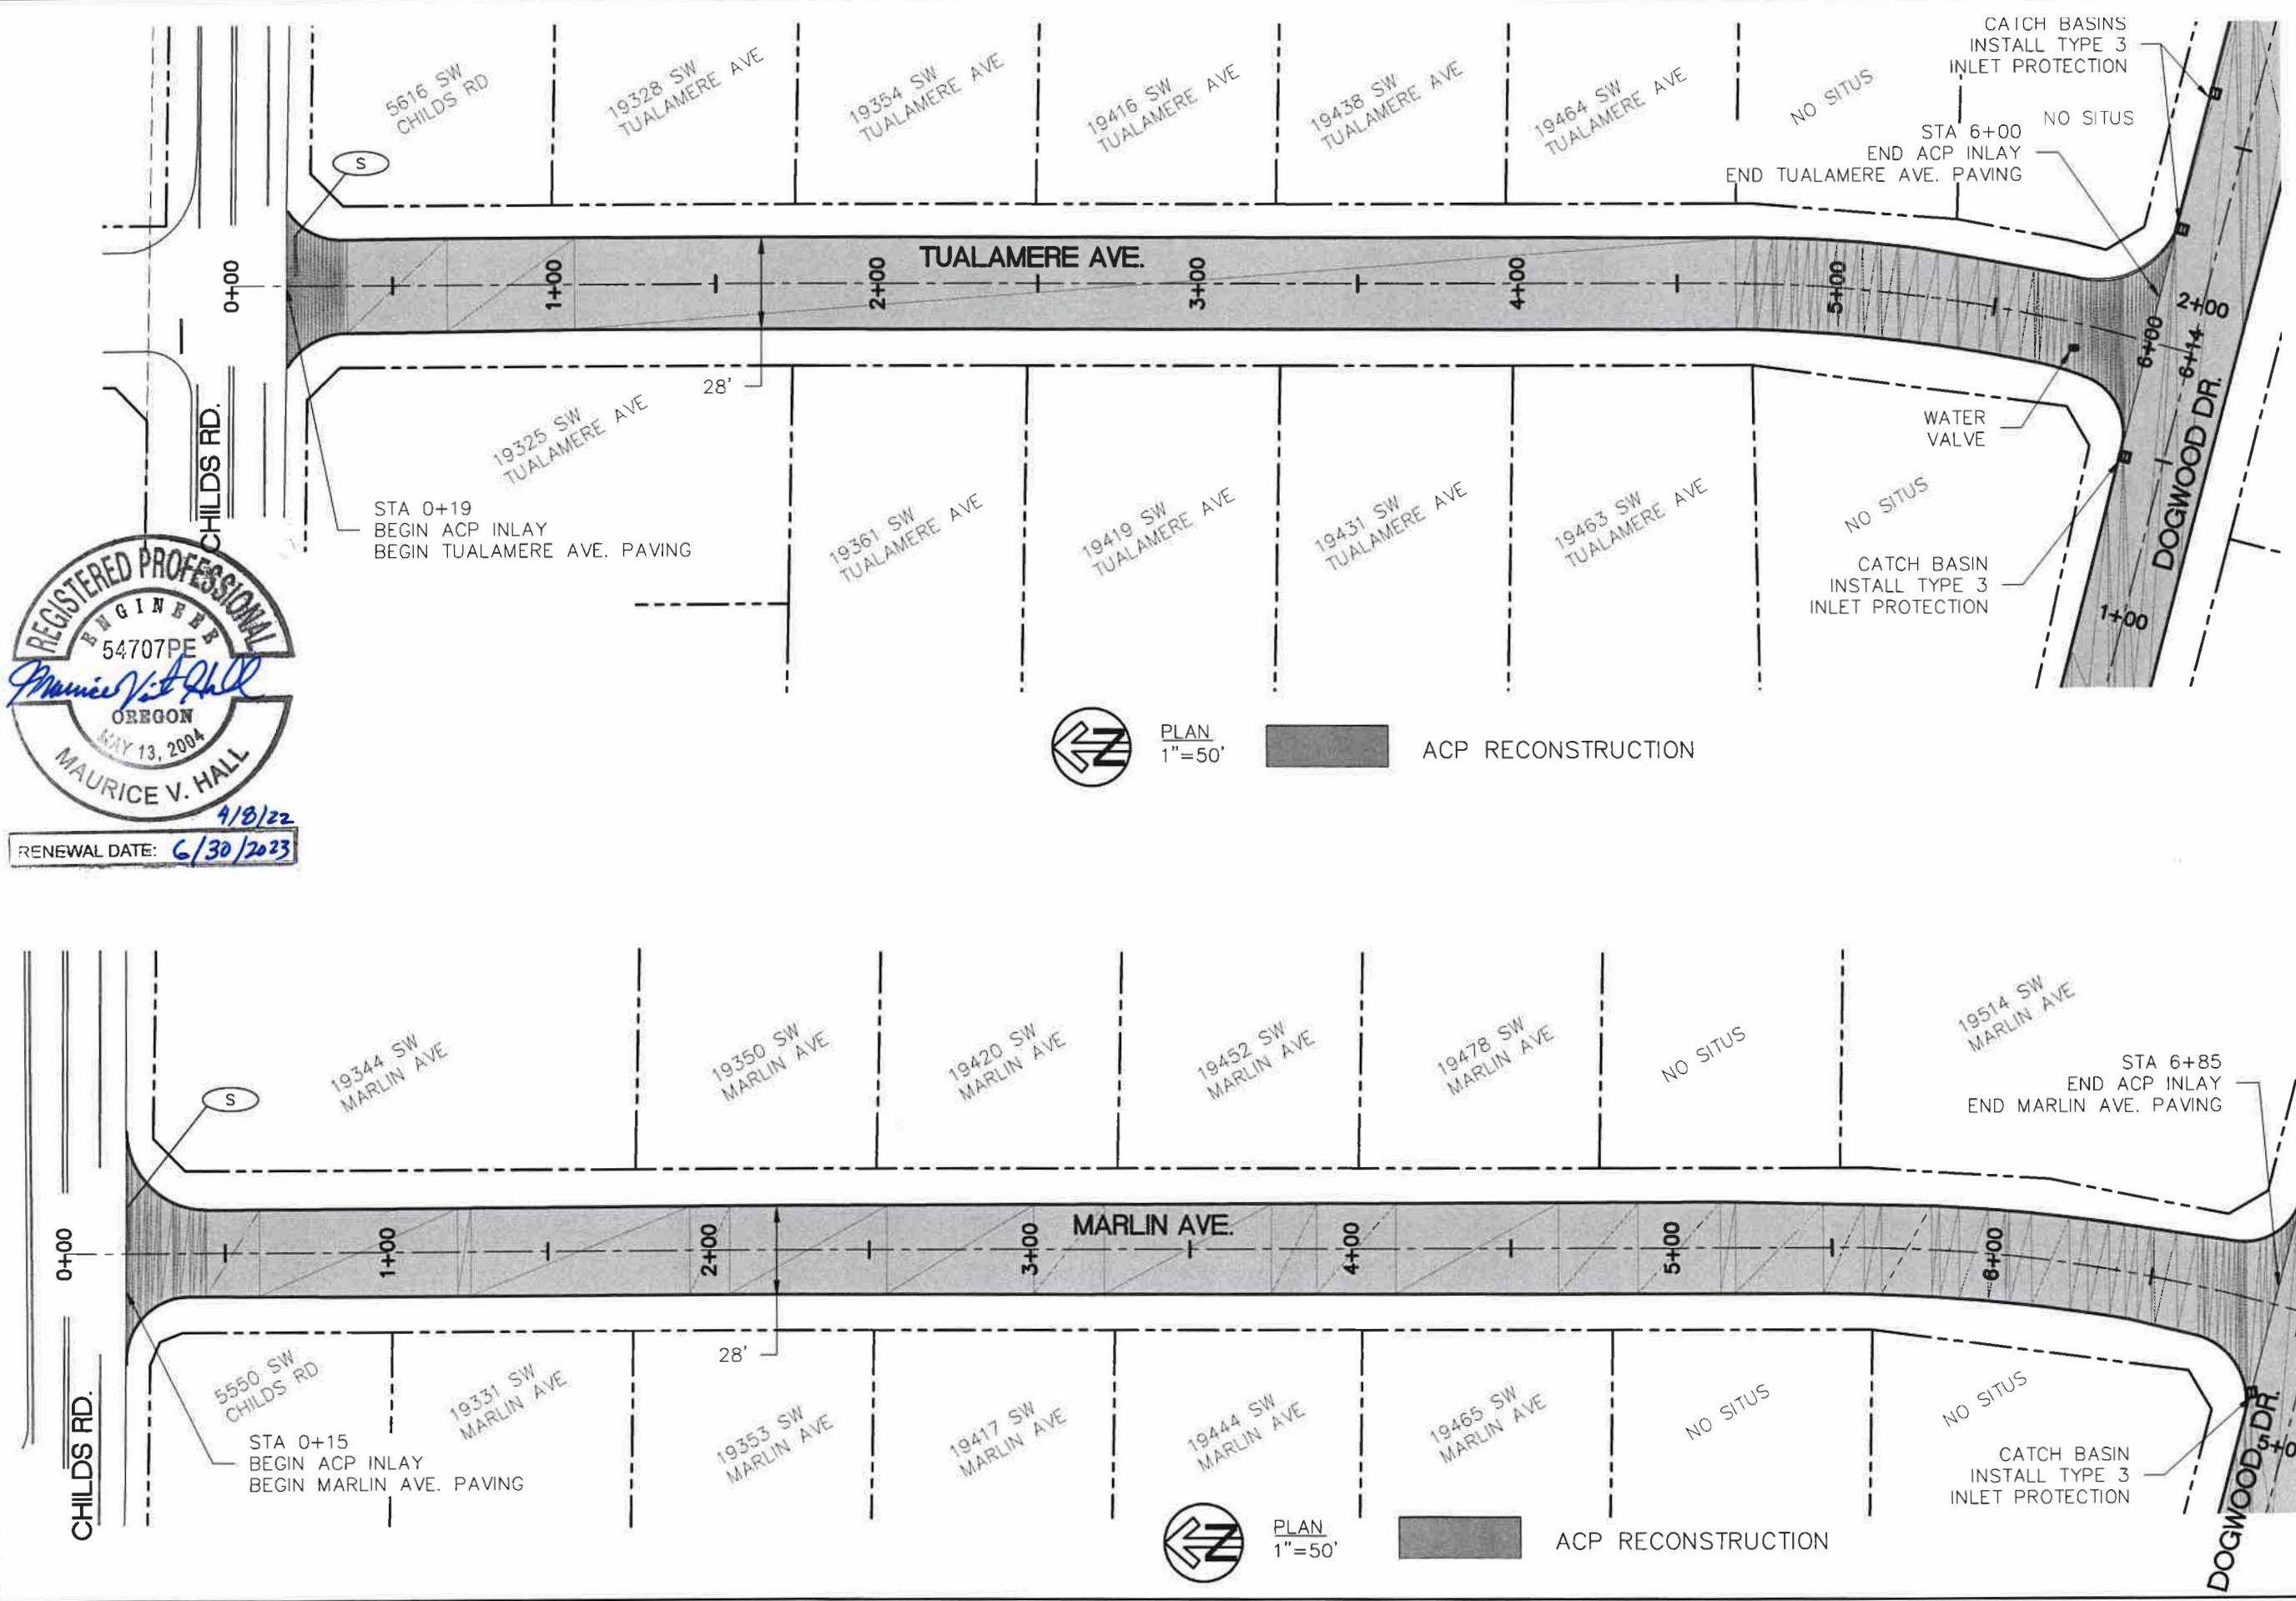 CATCH BASINS
INSTALL TYPE 3
INLET PROTECTION
5616 SW
CHILDS RD
19328 SW
TUALAMERE AVE
19354 SW
TUALAMERE AVE
19416 SW
TUALAMERE AVE
19438 SW
TUALAMERE AVE
19464 SW
TUALAMERE AVE
NO SITUS
NO SITUS
STA 6+00
END ACP INLAY
END TUALAMERE AVE. PAVING
S
TUALAMERE AVE.
0+00
1+00
2+00
3+00
4+00
5+00
6+00
6+14
2+00
28'
CHILDS RD.
DOGWOOD DR.
WATER
VALVE
19325 SW
TUALAMERE AVE
STA 0+19
BEGIN ACP INLAY
BEGIN TUALAMERE AVE. PAVING
19361 SW
TUALAMERE AVE
19419 SW
TUALAMERE AVE
19431 SW
TUALAMERE AVE
19463 SW
TUALAMERE AVE
NO SITUS
CATCH BASIN
INSTALL TYPE 3
INLET PROTECTION
1+00
REGISTERED PROFESSIONAL
ENGINEER
54707PE
Maurice Vit Hall
OREGON
MAY 13, 2004
MAURICE V. HALL
4/8/22
RENEWAL DATE: 6/30/2023
N
PLAN
1"=50'
ACP RECONSTRUCTION
19344 SW
MARLIN AVE
19350 SW
MARLIN AVE
19420 SW
MARLIN AVE
19452 SW
MARLIN AVE
19478 SW
MARLIN AVE
NO SITUS
19514 SW
MARLIN AVE
STA 6+85
END ACP INLAY
END MARLIN AVE. PAVING
S
MARLIN AVE.
0+00
1+00
2+00
3+00
4+00
5+00
6+00
28'
CHILDS RD.
5550 SW
CHILDS RD
19331 SW
MARLIN AVE
19353 SW
MARLIN AVE
19417 SW
MARLIN AVE
19444 SW
MARLIN AVE
19465 SW
MARLIN AVE
NO SITUS
NO SITUS
STA 0+15
BEGIN ACP INLAY
BEGIN MARLIN AVE. PAVING
CATCH BASIN
INSTALL TYPE 3
INLET PROTECTION
DOGWOOD DR.
5+0
N
PLAN
1"=50'
ACP RECONSTRUCTION